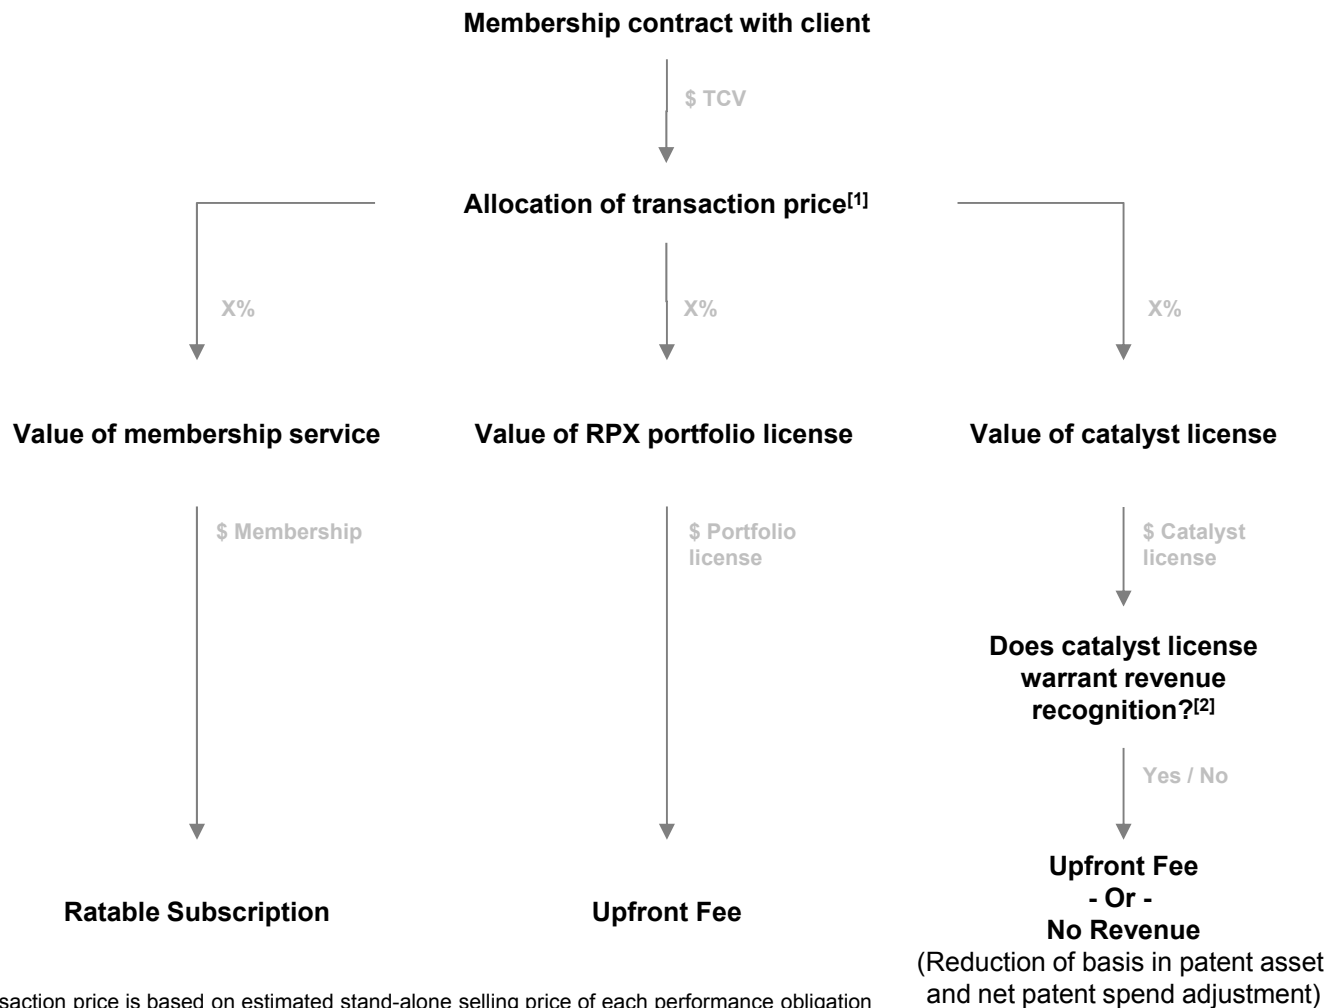 Membership contract with client
$ TCV
Allocation of transaction price[1]
X%
X%
X%
Value of membership service
Value of RPX portfolio license
Value of catalyst license
$ Membership
$ Portfolio
license
$ Catalyst
license
Does catalyst license
warrant revenue
recognition?[2]
Yes / No
Ratable Subscription
Upfront Fee
Upfront Fee
- Or -
No Revenue
(Reduction of basis in patent asset
and net patent spend adjustment)
price is based on estimated stand-alone selling price of each performance obligation